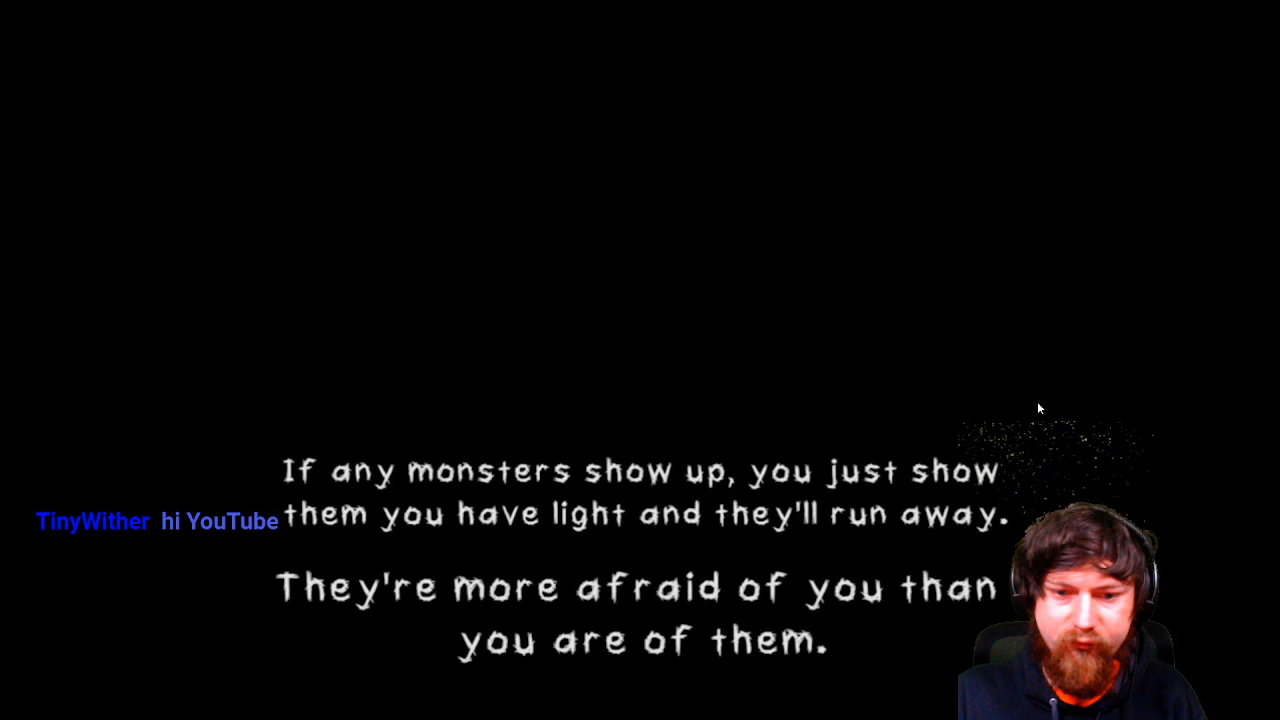 If any monsters show up, you just show
them you have light and they'll run away.
TinyWither hi YouTube
They're more afraid of you than
you are of them.